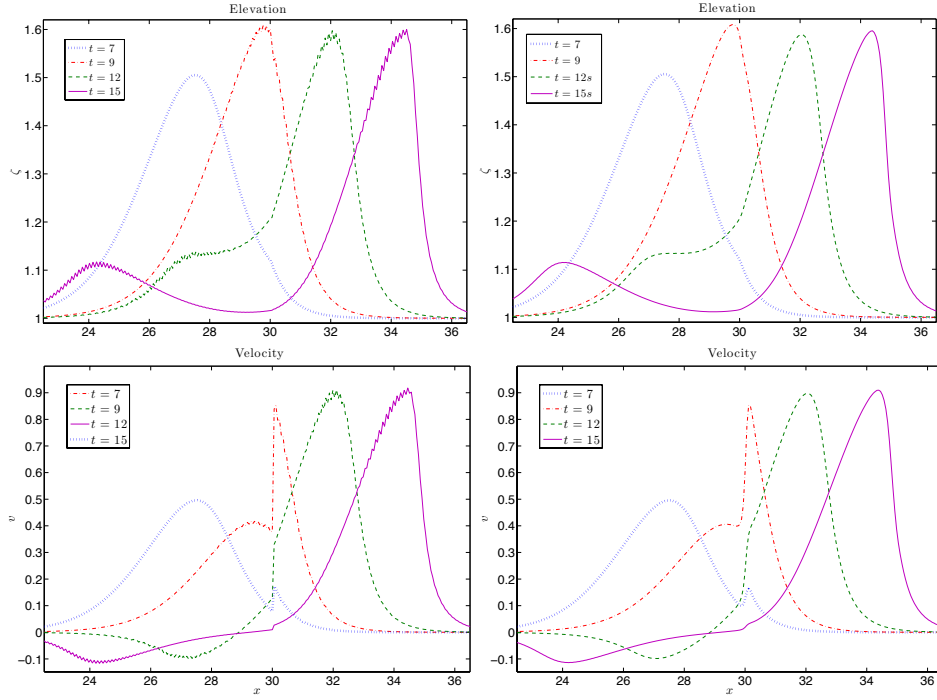 Elevation
1.6
1.5
1.4
1.3
1.2
1.1
1
ζ
t = 7
t = 9
t = 12
t = 15
24 26 28 30 32 34 36
Elevation
1.6
1.5
1.4
1.3
1.2
1.1
1
ζ
t = 7
t = 9
t = 12s
t = 15s
24 26 28 30 32 34 36
Velocity
0.9
0.8
0.7
0.6
0.5
0.4
0.3
0.2
0.1
0
−0.1
v
t = 7
t = 9
t = 12
t = 15
22 24 26 28 30 32 34 36
x
Velocity
0.9
0.8
0.7
0.6
0.5
0.4
0.3
0.2
0.1
0
−0.1
v
t = 7
t = 9
t = 12
t = 15
24 26 28 30 32 34 36
x